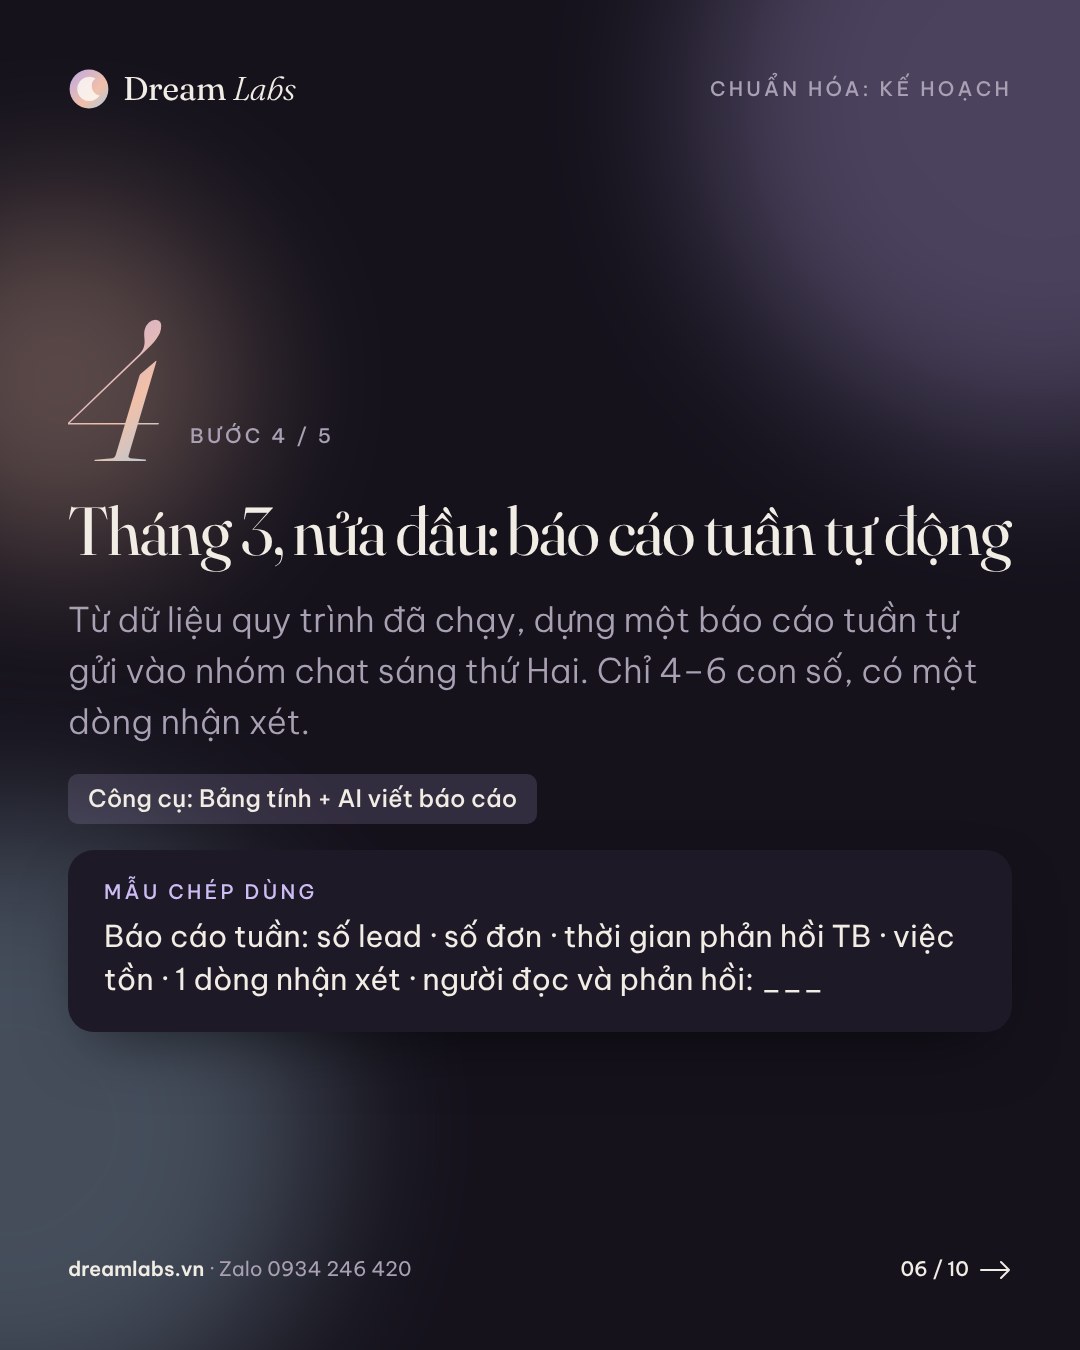 Dream Labs
CHUẨN HÓA: KẾ HOẠCH
4
BƯỚC 4 / 5
Tháng 3, nửa đầu: báo cáo tuần tự động
Từ dữ liệu quy trình đã chạy, dựng một báo cáo tuần tự
gửi vào nhóm chat sáng thứ Hai. Chỉ 4–6 con số, có một
dòng nhận xét.
Công cụ: Bảng tính + AI viết báo cáo
MẪU CHÉP DÙNG
Báo cáo tuần: số lead · số đơn · thời gian phản hồi TB · việc
tồn · 1 dòng nhận xét · người đọc và phản hồi: _ _ _
dreamlabs.vn · Zalo 0934 246 420
06 / 10 →